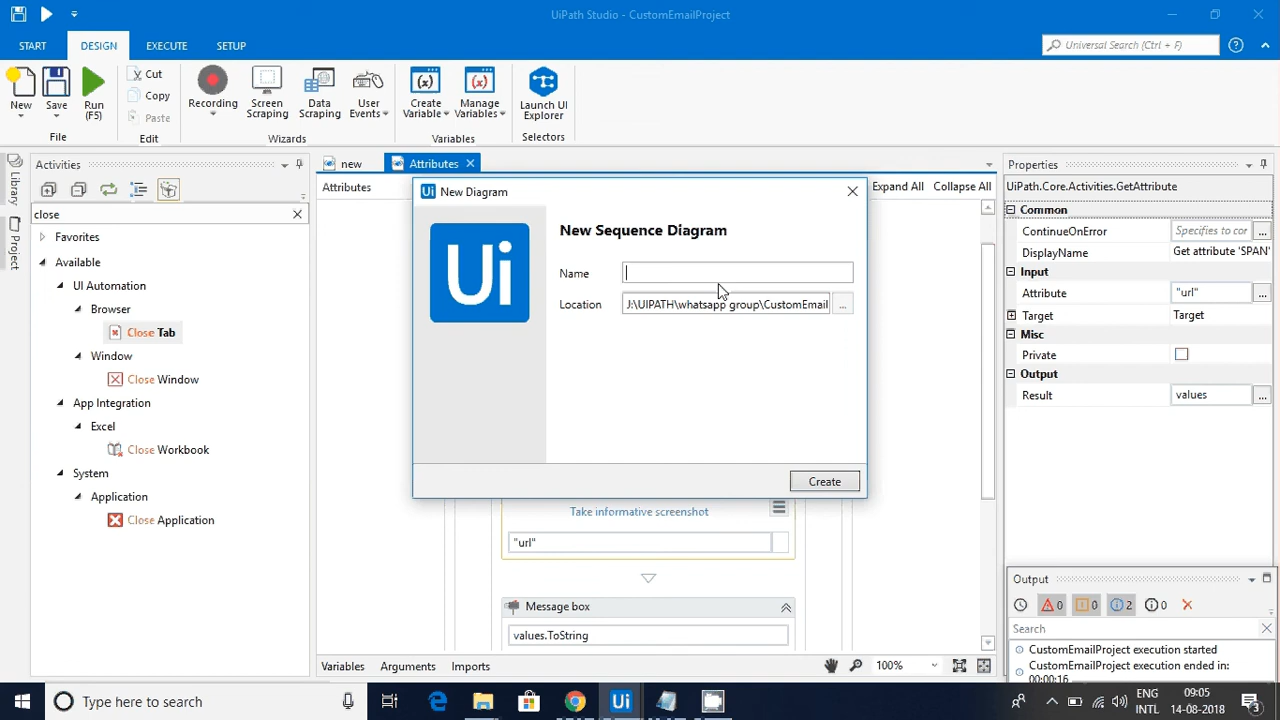 UiPath Studio - CustomEmailProject
START
DESIGN
EXECUTE
SETUP
Universal Search (Ctrl + F)
New
Save
Run
(F5)
Cut
Copy
Paste
Recording
Screen
Scraping
Data
Scraping
User
Events
Create
Variable
Manage
Variables
Launch UI
Explorer
File
Edit
Wizards
Variables
Selectors
Library
Project
Activities
close
Favorites
Available
UI Automation
Browser
Close Tab
Window
Close Window
App Integration
Excel
Close Workbook
System
Application
Close Application
new
Attributes
Attributes
Expand All
Collapse All
Ui New Diagram
Ui
New Sequence Diagram
Name
Location
J:\UIPATH\whatsapp group\CustomEmail
...
Create
Take informative screenshot
"url"
Message box
values.ToString
Variables
Arguments
Imports
100%
Properties
UiPath.Core.Activities.GetAttribute
Common
ContinueOnError
Specifies to cor
...
DisplayName
Get attribute 'SPAN'
Input
Attribute
"url"
...
Target
Target
Misc
Private
Output
Result
values
...
Output
0
0
2
0
Search
CustomEmailProject execution started
CustomEmailProject execution ended in:
00:00:16
Type here to search
Ui
ENG
INTL
09:05
14-08-2018
3